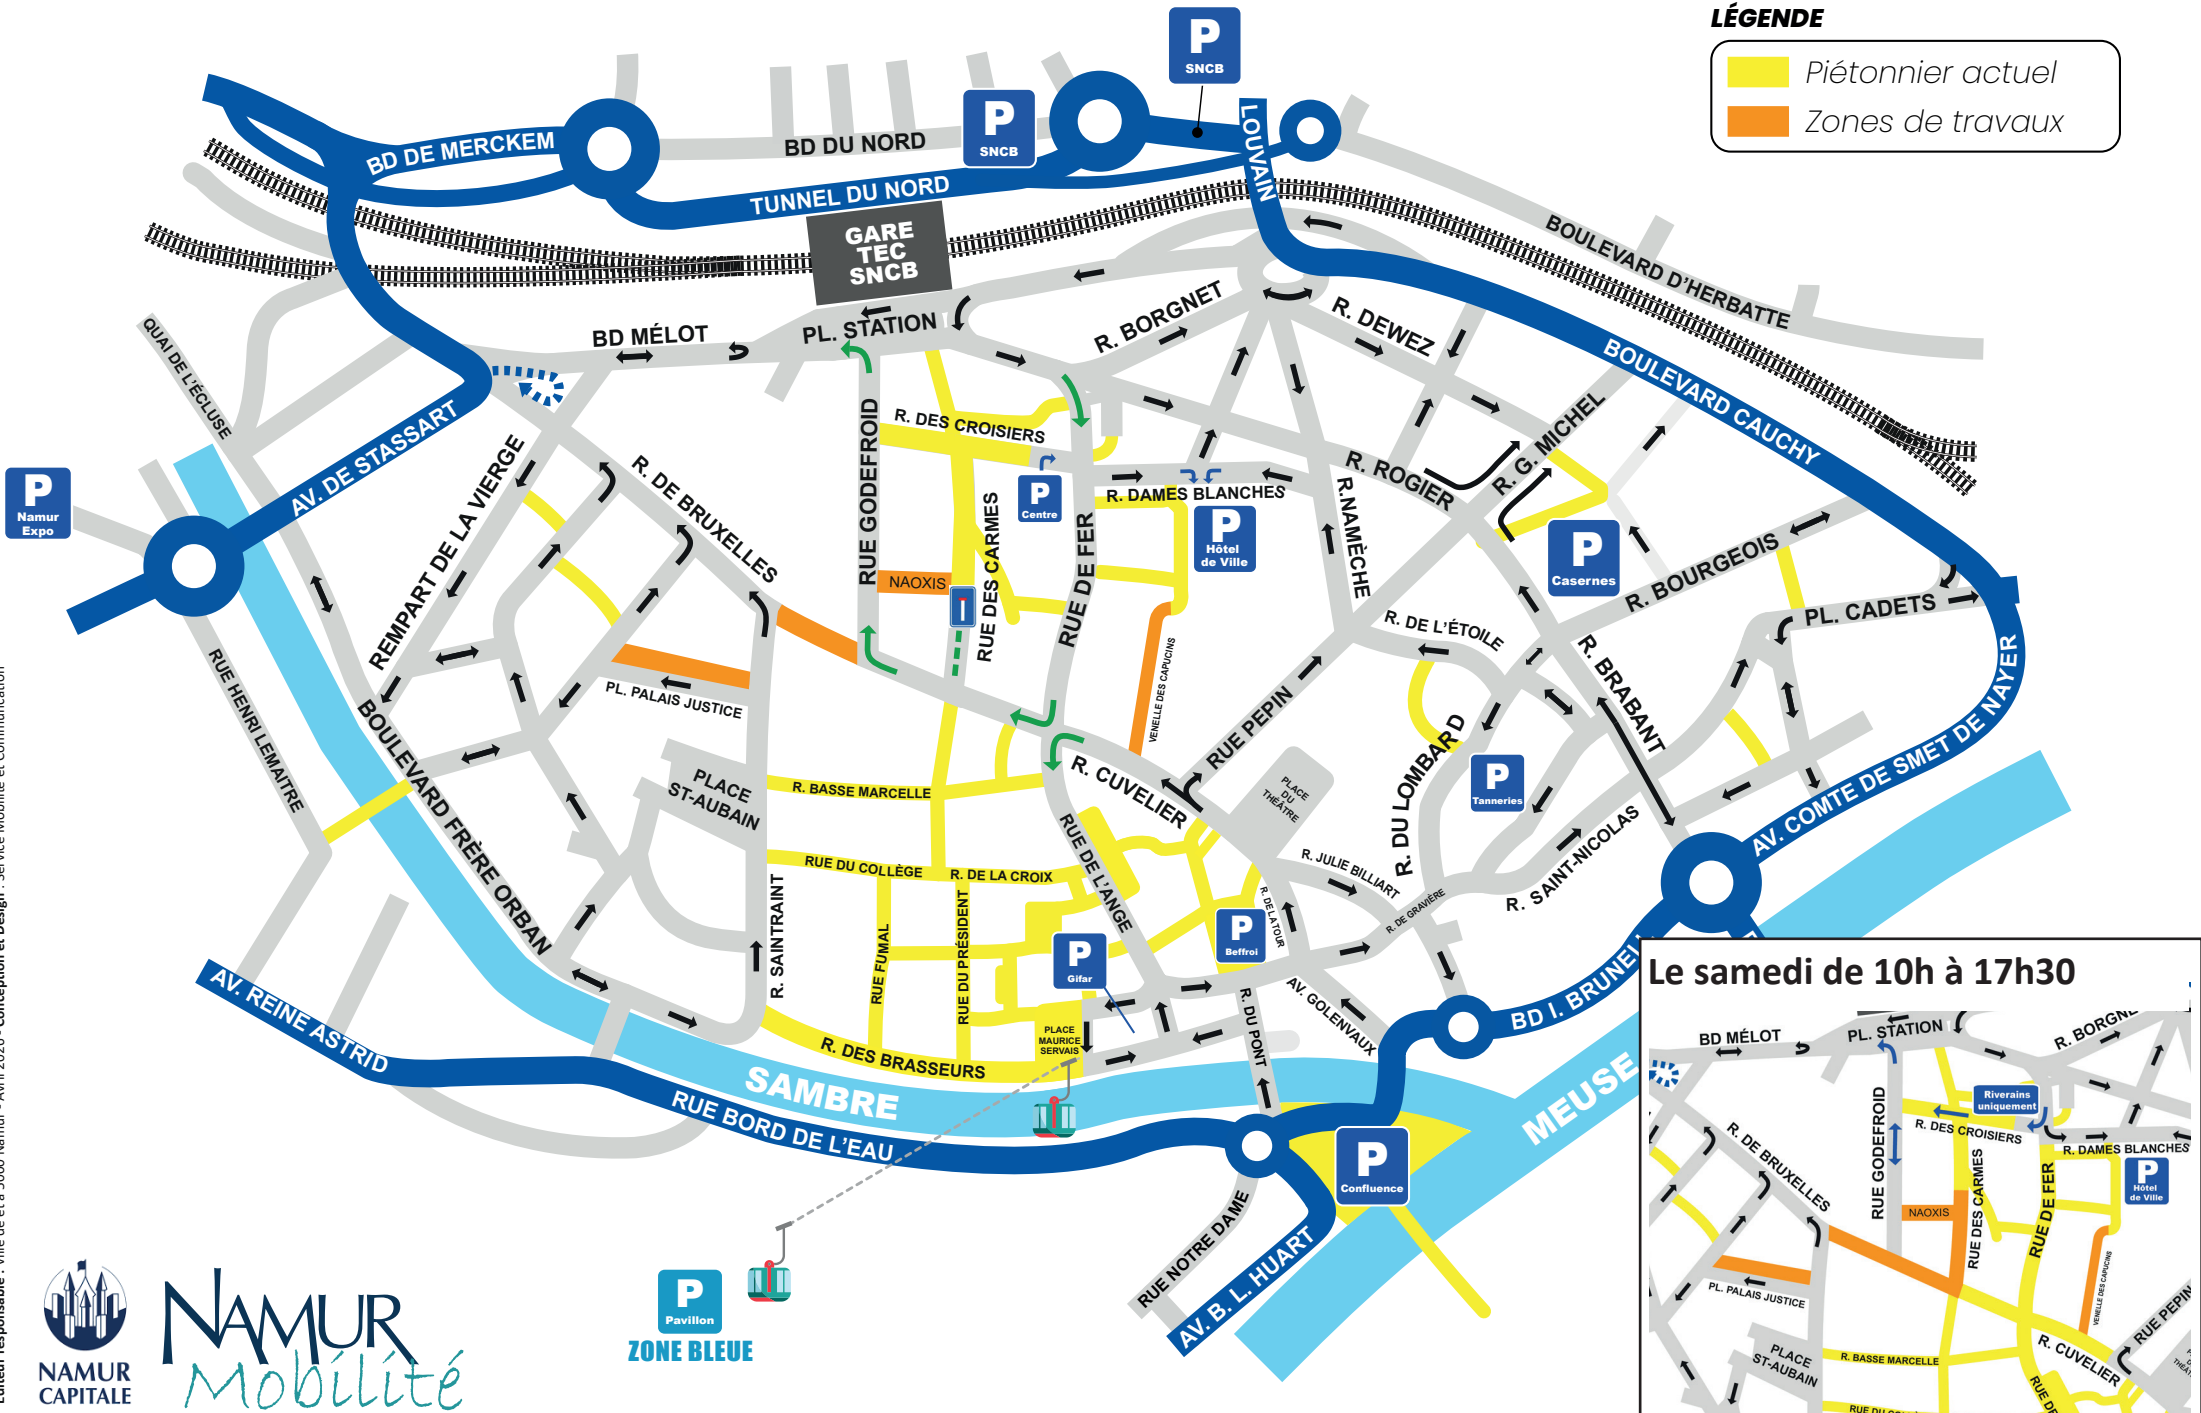 LÉGENDE
Piétonnier actuel
Zones de travaux
P
SNCB
P
SNCB
LOUVAIN
BD DE MERCKEM
BD DU NORD
TUNNEL DU NORD
GARE
TEC
SNCB
BOULEVARD D'HERBATTE
QUAI DE L'ÉCLUSE
BD MÉLOT
PL. STATION
R. BORGNET
R. DEWEZ
BOULEVARD CAUCHY
AV. DE STASSART
REMPART DE LA VIERGE
R. DE BRUXELLES
RUE GODEFROID
R. DES CROISIERS
P
Centre
R. DAMES BLANCHES
P
Hôtel
de Ville
R. ROGIER
R. G. MICHEL
P
Casernes
P
Namur
Expo
NAOXIS
RUE DES CARMES
RUE DE FER
R. NAMÈCHE
R. BOURGEOIS
PL. CADETS
R. DE L'ÉTOILE
R. BRABANT
VENELLE DES CAPUCINS
RUE HENRI LEMAITRE
BOULEVARD FRÈRE ORBAN
PL. PALAIS JUSTICE
PLACE
ST-AUBAIN
R. BASSE MARCELLE
R. CUVELIER
RUE PEPIN
PLACE
DU
THÉÂTRE
R. DU LOMBARD
P
Tanneries
AV. COMTE DE SMET DE NAYER
RUE DU COLLÈGE
R. DE LA CROIX
RUE DE L'ANGE
R. JULIE BILLIART
R. DE GRAVIÈRE
R. SAINT-NICOLAS
R. SAINTRAINT
RUE FUMAL
RUE DU PRÉSIDENT
P
Gifar
P
Beffroi
R. DE LA TOUR
AV. GOLENVAUX
R. DU PONT
PLACE
MAURICE
SERVAIS
R. DES BRASSEURS
AV. REINE ASTRID
SAMBRE
RUE BORD DE L'EAU
BD I. BRUNELL
MEUSE
P
Confluence
RUE NOTRE DAME
AV. B. L. HUART
P
Pavillon
ZONE BLEUE
NAMUR
CAPITALE
NAMUR
Mobilité
Le samedi de 10h à 17h30
BD MÉLOT
PL. STATION
R. BORGNE
Riverains
uniquement
R. DES CROISIERS
R. DAMES BLANCHES
P
Hôtel
de Ville
RUE GODEFROID
R. DE BRUXELLES
NAOXIS
RUE DES CARMES
RUE DE FER
VENELLE DES CAPUCINS
PL. PALAIS JUSTICE
PLACE
ST-AUBAIN
R. BASSE MARCELLE
R. CUVELIER
RUE PEPIN